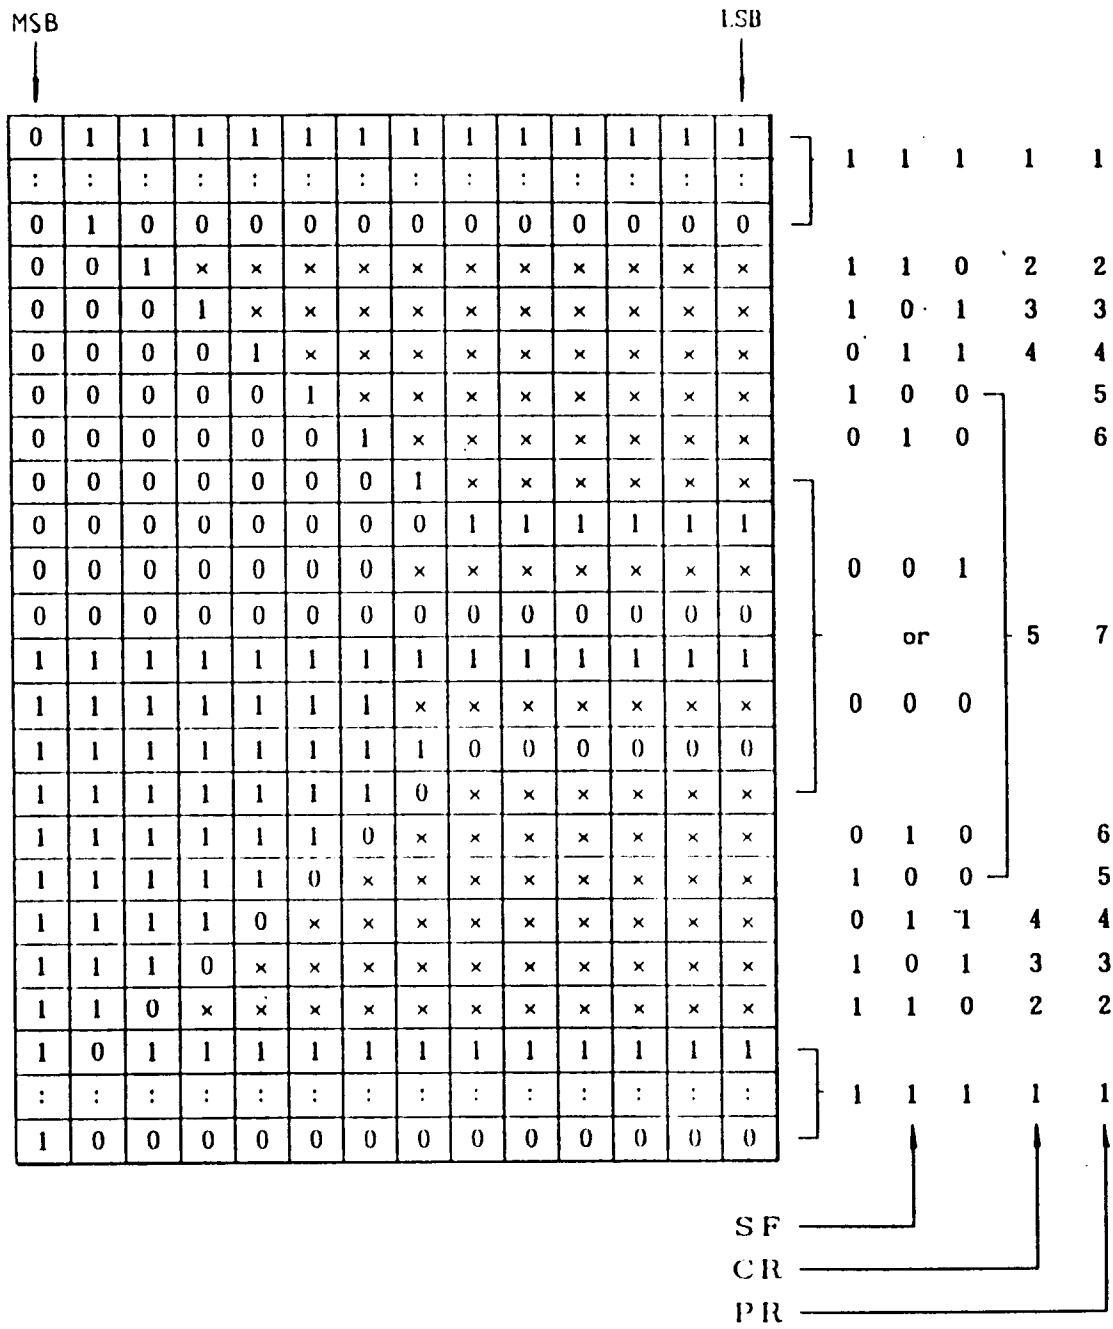 MSB LSB
0 1 1 1 1 1 1 1 1 1 1 1 1 1
: : : : : : : : : : : : : : 1 1 1 1 1
0 1 0 0 0 0 0 0 0 0 0 0 0 0
0 0 1 × × × × × × × × × × × 1 1 0 2 2
0 0 0 1 × × × × × × × × × × 1 0 1 3 3
0 0 0 0 1 × × × × × × × × × 0 1 1 4 4
0 0 0 0 0 1 × × × × × × × × 1 0 0 5
0 0 0 0 0 0 1 × × × × × × × 0 1 0 6
0 0 0 0 0 0 0 1 × × × × × ×
0 0 0 0 0 0 0 0 1 1 1 1 1 1
0 0 0 0 0 0 0 × × × × × × × 0 0 1
0 0 0 0 0 0 0 0 0 0 0 0 0 0
or 5 7
1 1 1 1 1 1 1 1 1 1 1 1 1 1
1 1 1 1 1 1 1 × × × × × × × 0 0 0
1 1 1 1 1 1 1 1 0 0 0 0 0 0
1 1 1 1 1 1 1 0 × × × × × ×
1 1 1 1 1 1 0 × × × × × × × 0 1 0 6
1 1 1 1 1 0 × × × × × × × × 1 0 0 5
1 1 1 1 0 × × × × × × × × × 0 1 1 4 4
1 1 1 0 × × × × × × × × × × 1 0 1 3 3
1 1 0 × × × × × × × × × × × 1 1 0 2 2
1 0 1 1 1 1 1 1 1 1 1 1 1 1
: : : : : : : : : : : : : : 1 1 1 1 1
1 0 0 0 0 0 0 0 0 0 0 0 0 0
SF
CR
PR